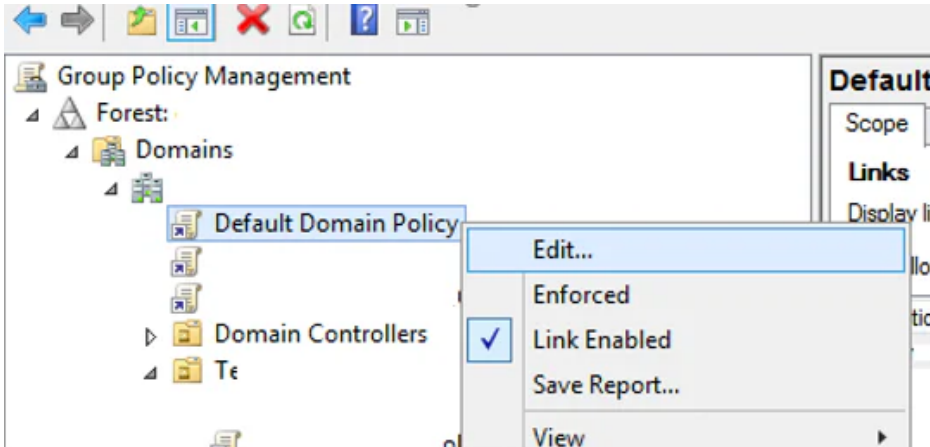 Group Policy Management
Forest:
Domains
Default Domain Policy
Domain Controllers
Edit...
Enforced
Link Enabled
Save Report...
View
Default
Scope
Links
Display li